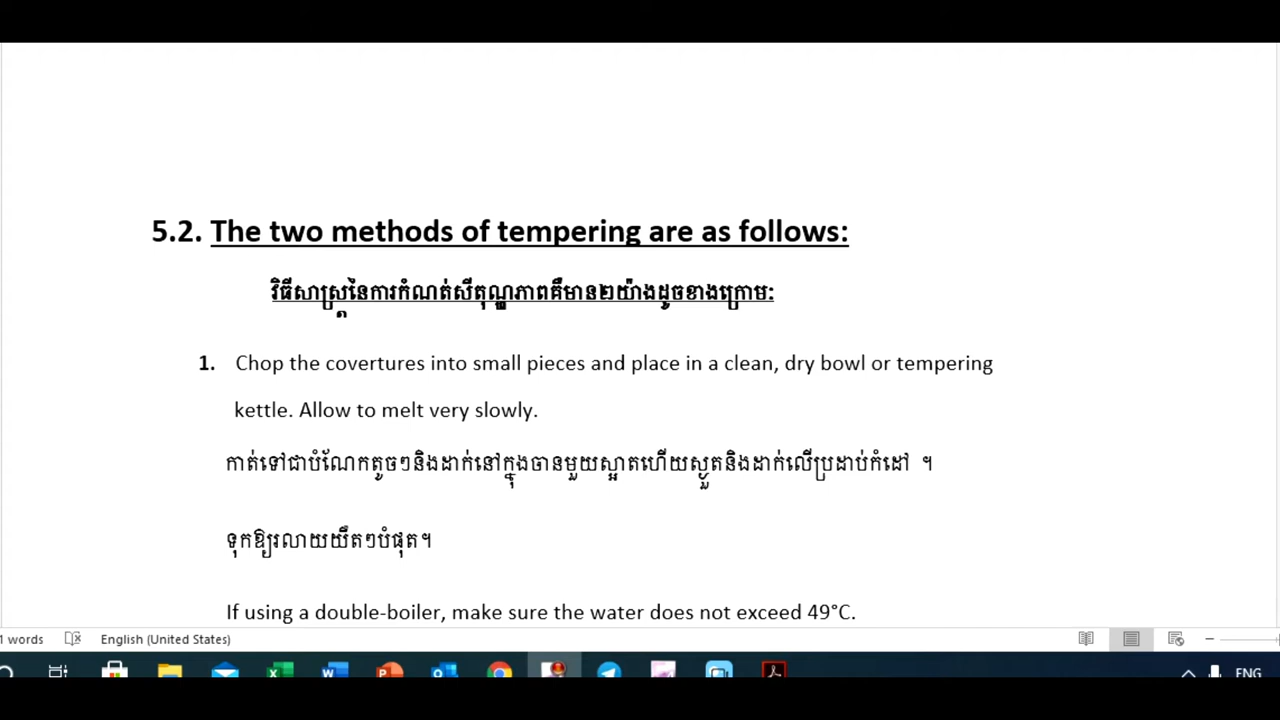 5.2. The two methods of tempering are as follows:
វិធីសាស្ត្រនៃការកំណត់សីតុណ្ហភាពគឺមាន២យ៉ាងដូចខាងក្រោម:
1. Chop the covertures into small pieces and place in a clean, dry bowl or tempering
kettle. Allow to melt very slowly.
កាត់ទៅជាបំណែកតូចៗនិងដាក់នៅក្នុងចានមួយស្អាតហើយស្ងួតនិងដាក់លើប្រដាប់កំដៅ ។
ទុកឱ្យរលាយយឺតៗបំផុត។
If using a double-boiler, make sure the water does not exceed 49°C.
1 words English (United States)
ENG